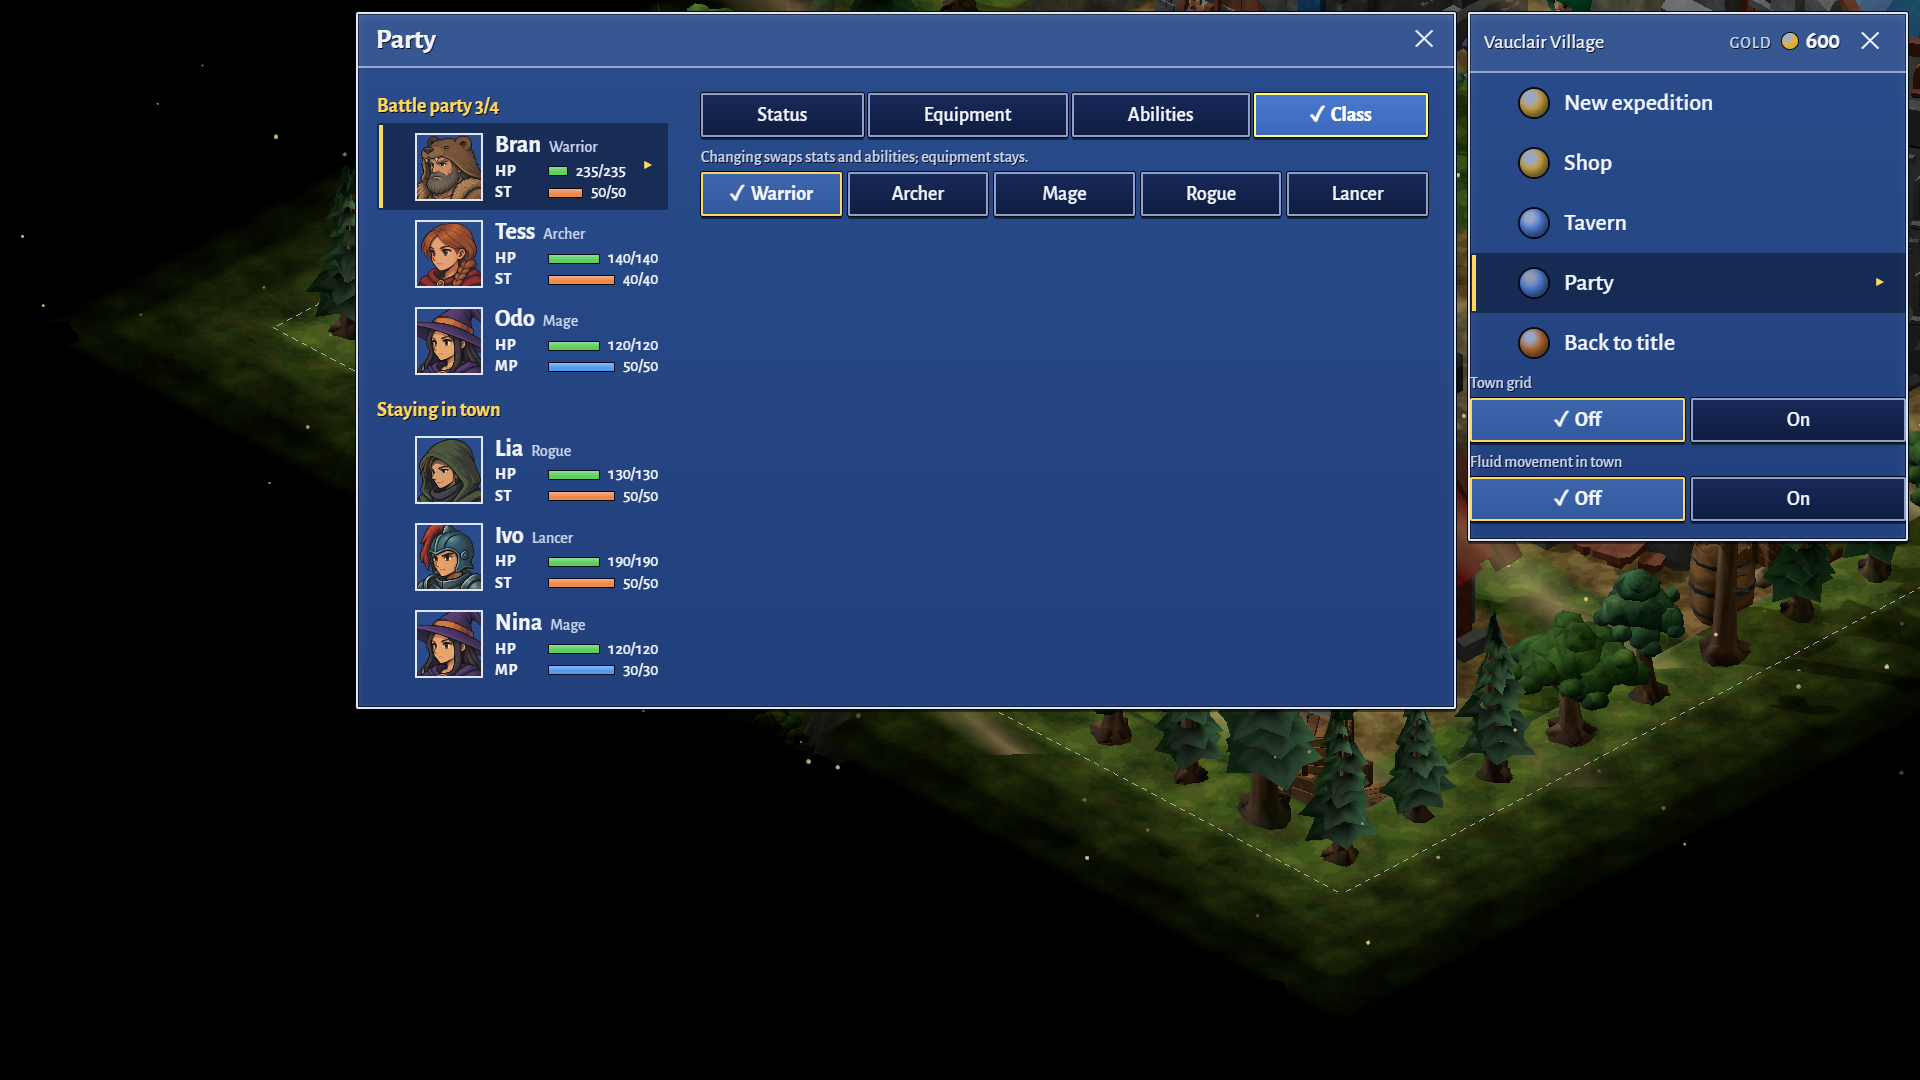 Party
Battle party 3/4
Bran Warrior
HP 235/235
ST 50/50
Tess Archer
HP 140/140
ST 40/40
Odo Mage
HP 120/120
MP 50/50
Staying in town
Lia Rogue
HP 130/130
ST 50/50
Ivo Lancer
HP 190/190
ST 50/50
Nina Mage
HP 120/120
MP 30/30
Status Equipment Abilities ✓ Class
Changing swaps stats and abilities; equipment stays.
✓ Warrior Archer Mage Rogue Lancer
Vauclair Village GOLD 600
New expedition
Shop
Tavern
Party
Back to title
Town grid
✓ Off On
Fluid movement in town
✓ Off On